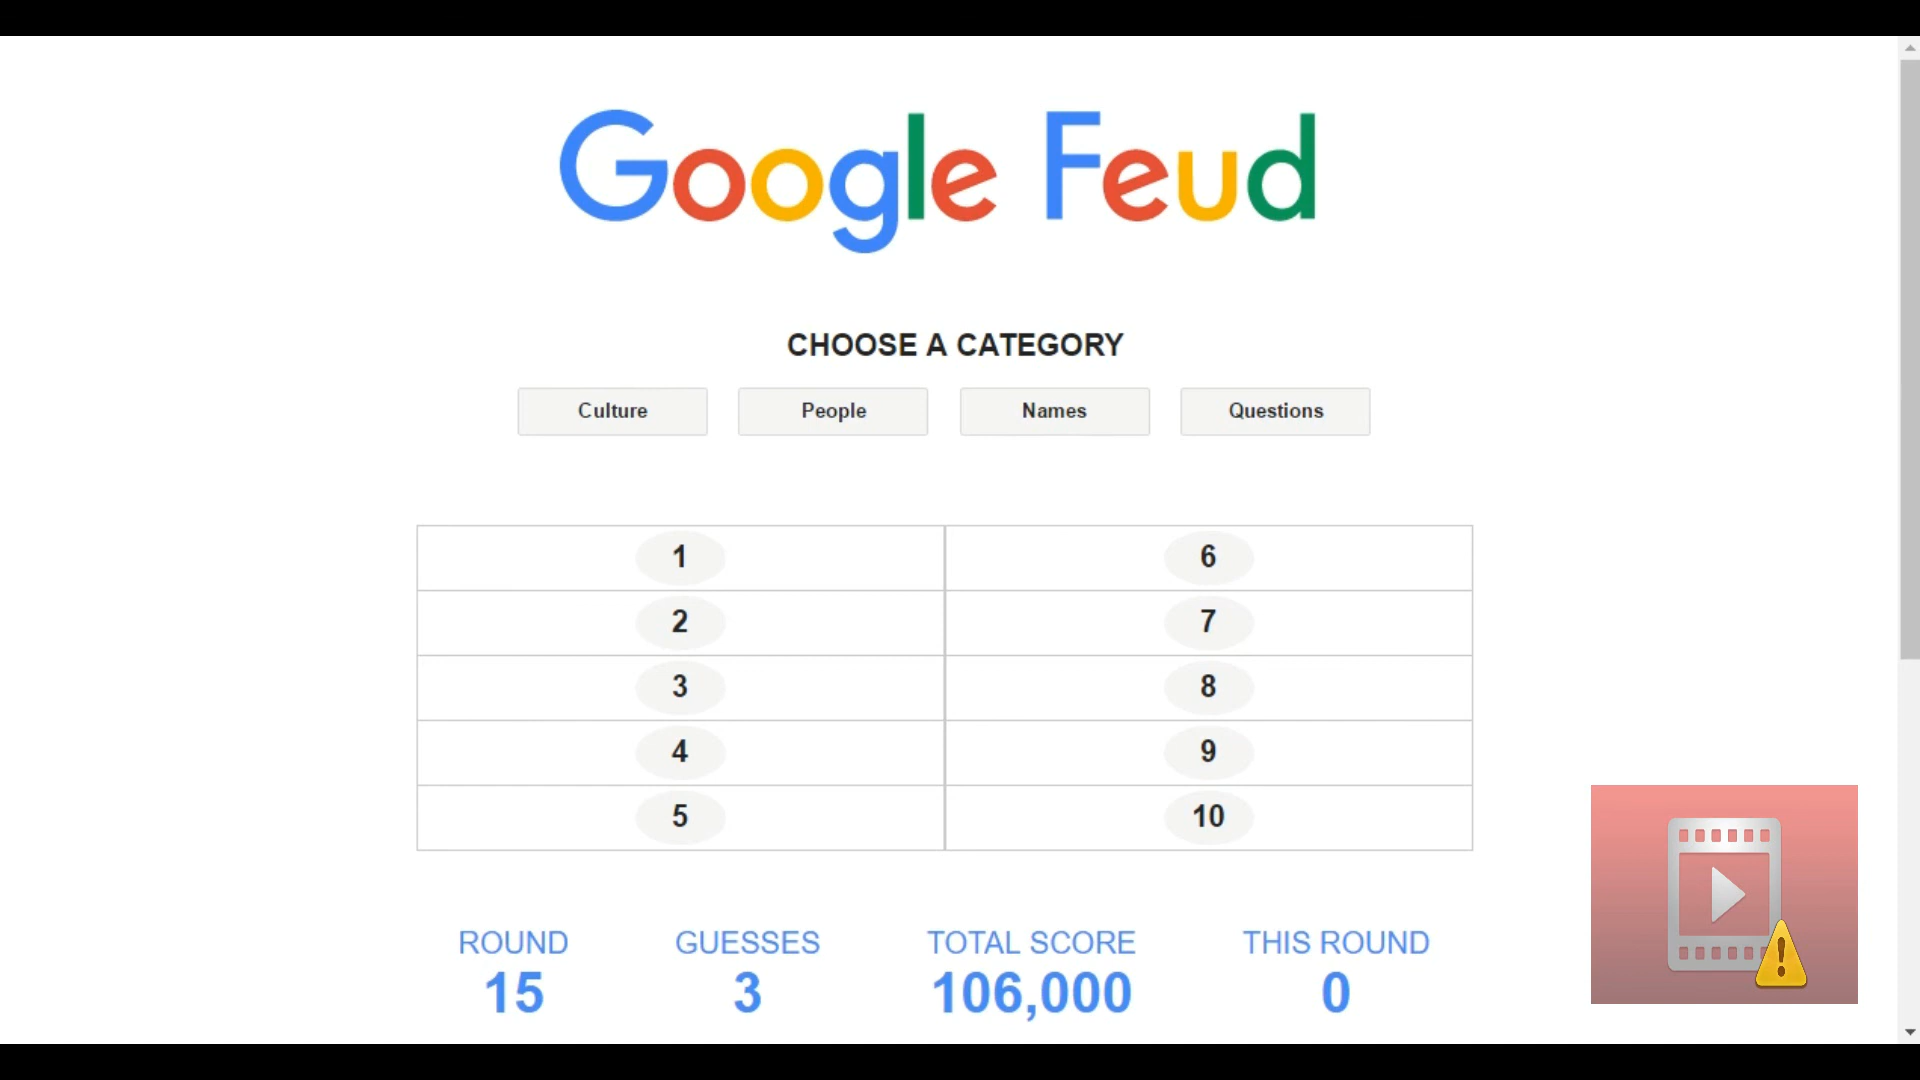 Google Feud
CHOOSE A CATEGORY
Culture People Names Questions
1 6
2 7
3 8
4 9
5 10
ROUND GUESSES TOTAL SCORE THIS ROUND
15 3 106,000 0